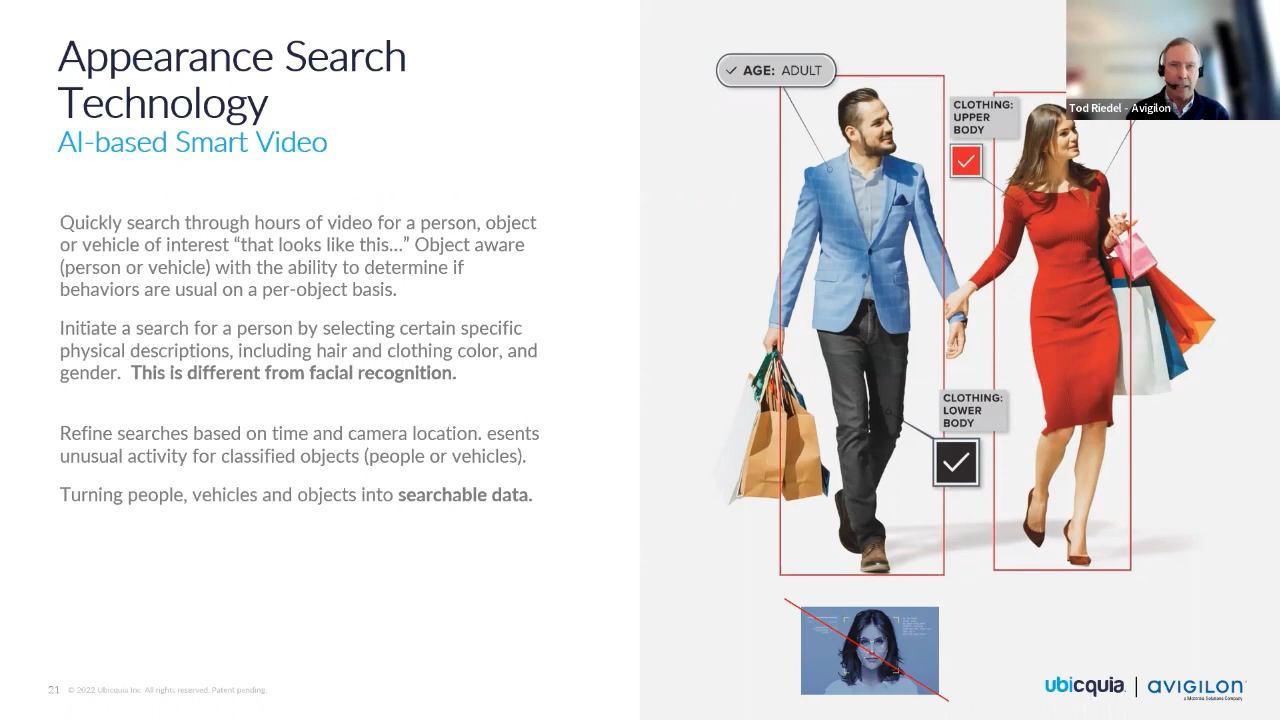 Appearance Search
Technology
AI-based Smart Video
Quickly search through hours of video for a person, object
or vehicle of interest “that looks like this...” Object aware
(person or vehicle) with the ability to determine if
behaviors are usual on a per-object basis.
Initiate a search for a person by selecting certain specific
physical descriptions, including hair and clothing color, and
gender.  This is different from facial recognition.
Refine searches based on time and camera location. esents
unusual activity for classified objects (people or vehicles).
Turning people, vehicles and objects into searchable data.
AGE: ADULT
CLOTHING:
UPPER
BODY
CLOTHING:
LOWER
BODY
Tod Riedel - Avigilon
21 © 2022 Ubicquia Inc. All rights reserved. Patent pending.
ubicquia
avigilon
a Motorola Solutions Company